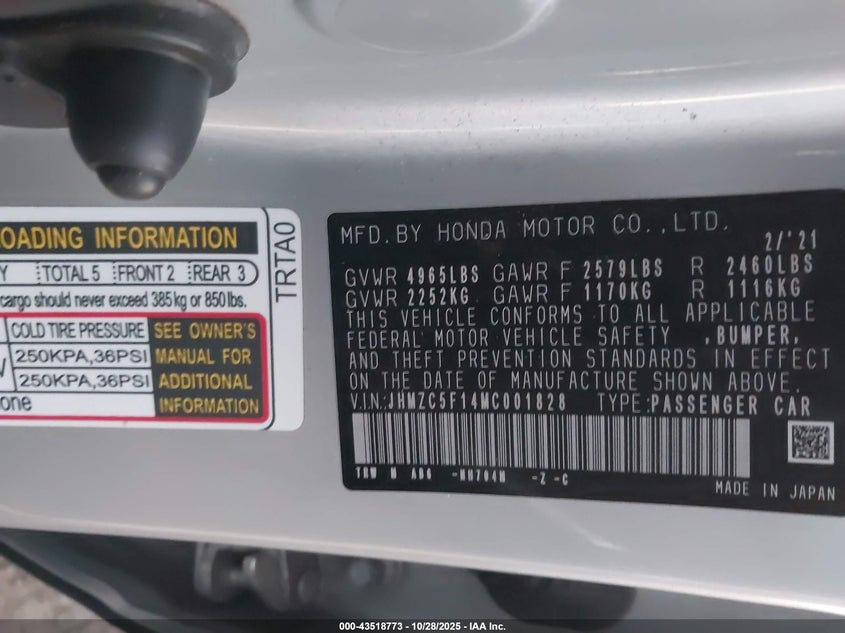 OADING INFORMATION
Y TOTAL 5 FRONT 2 REAR 3
cargo should never exceed 385 kg or 850 lbs.
COLD TIRE PRESSURE SEE OWNER'S
250KPA,36PSI MANUAL FOR
250KPA,36PSI ADDITIONAL
one INFORMATION
TRTA0
MFD.BY HONDA MOTOR CO.,LTD.
2/'21
GVWR 4965LBS GAWR F 2579LBS R 2460LBS
GVWR 2252KG GAWR F 1170KG R 1116KG
THIS VEHICLE CONFORMS TO ALL APPLICABLE
FEDERAL MOTOR VEHICLE SAFETY ,BUMPER,
AND THEFT PREVENTION STANDARDS IN EFFECT
ON THE DATE OF MANUFACTURE SHOWN ABOVE.
V.I.N.:JHMZC5F14MC001828 TYPE:PASSENGER CAR
TRW M A06 -NH704M -Z -C
MADE IN JAPAN
000-43518773 - 10/28/2025 - IAA Inc.